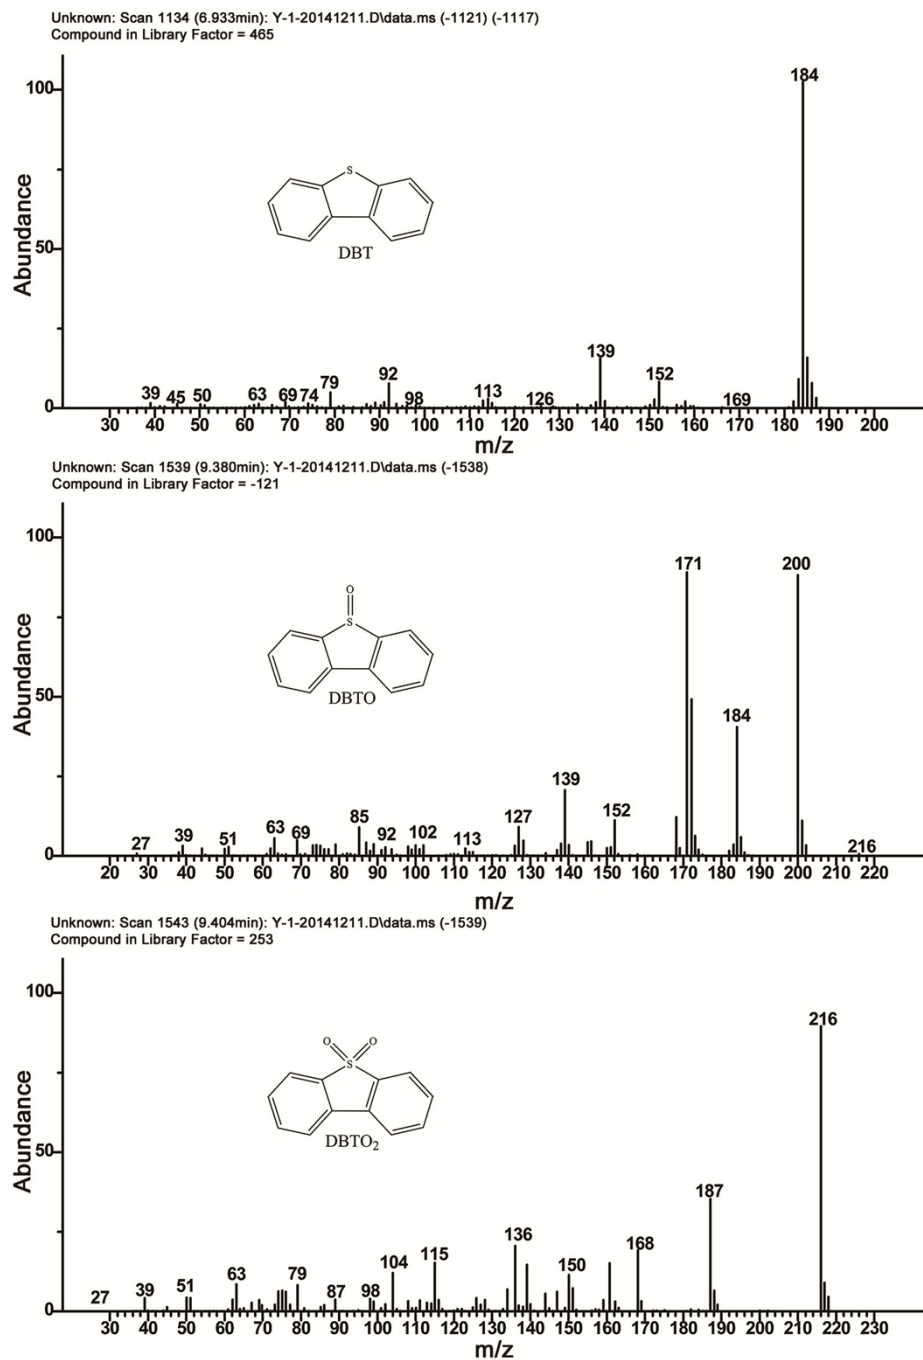 Unknown: Scan 1134 (6.933min): Y-1-20141211.D\data.ms (-1121) (-1117)
Compound in Library Factor = 465
100
50
0
Abundance
184
S
DBT
39 45 50 63 69 74 79 92 98 113 126 139 152 169
30 40 50 60 70 80 90 100 110 120 130 140 150 160 170 180 190 200
m/z
Unknown: Scan 1539 (9.380min): Y-1-20141211.D\data.ms (-1538)
Compound in Library Factor = -121
100
50
0
Abundance
171 200
O
S
DBTO
184
27 39 51 63 69 85 92 102 113 127 139 152 216
20 30 40 50 60 70 80 90 100 110 120 130 140 150 160 170 180 190 200 210 220
m/z
Unknown: Scan 1543 (9.404min): Y-1-20141211.D\data.ms (-1539)
Compound in Library Factor = 253
100
50
0
Abundance
216
O O
S
DBTO₂
187
27 39 51 63 79 87 98 104 115 136 150 168
30 40 50 60 70 80 90 100 110 120 130 140 150 160 170 180 190 200 210 220 230
m/z